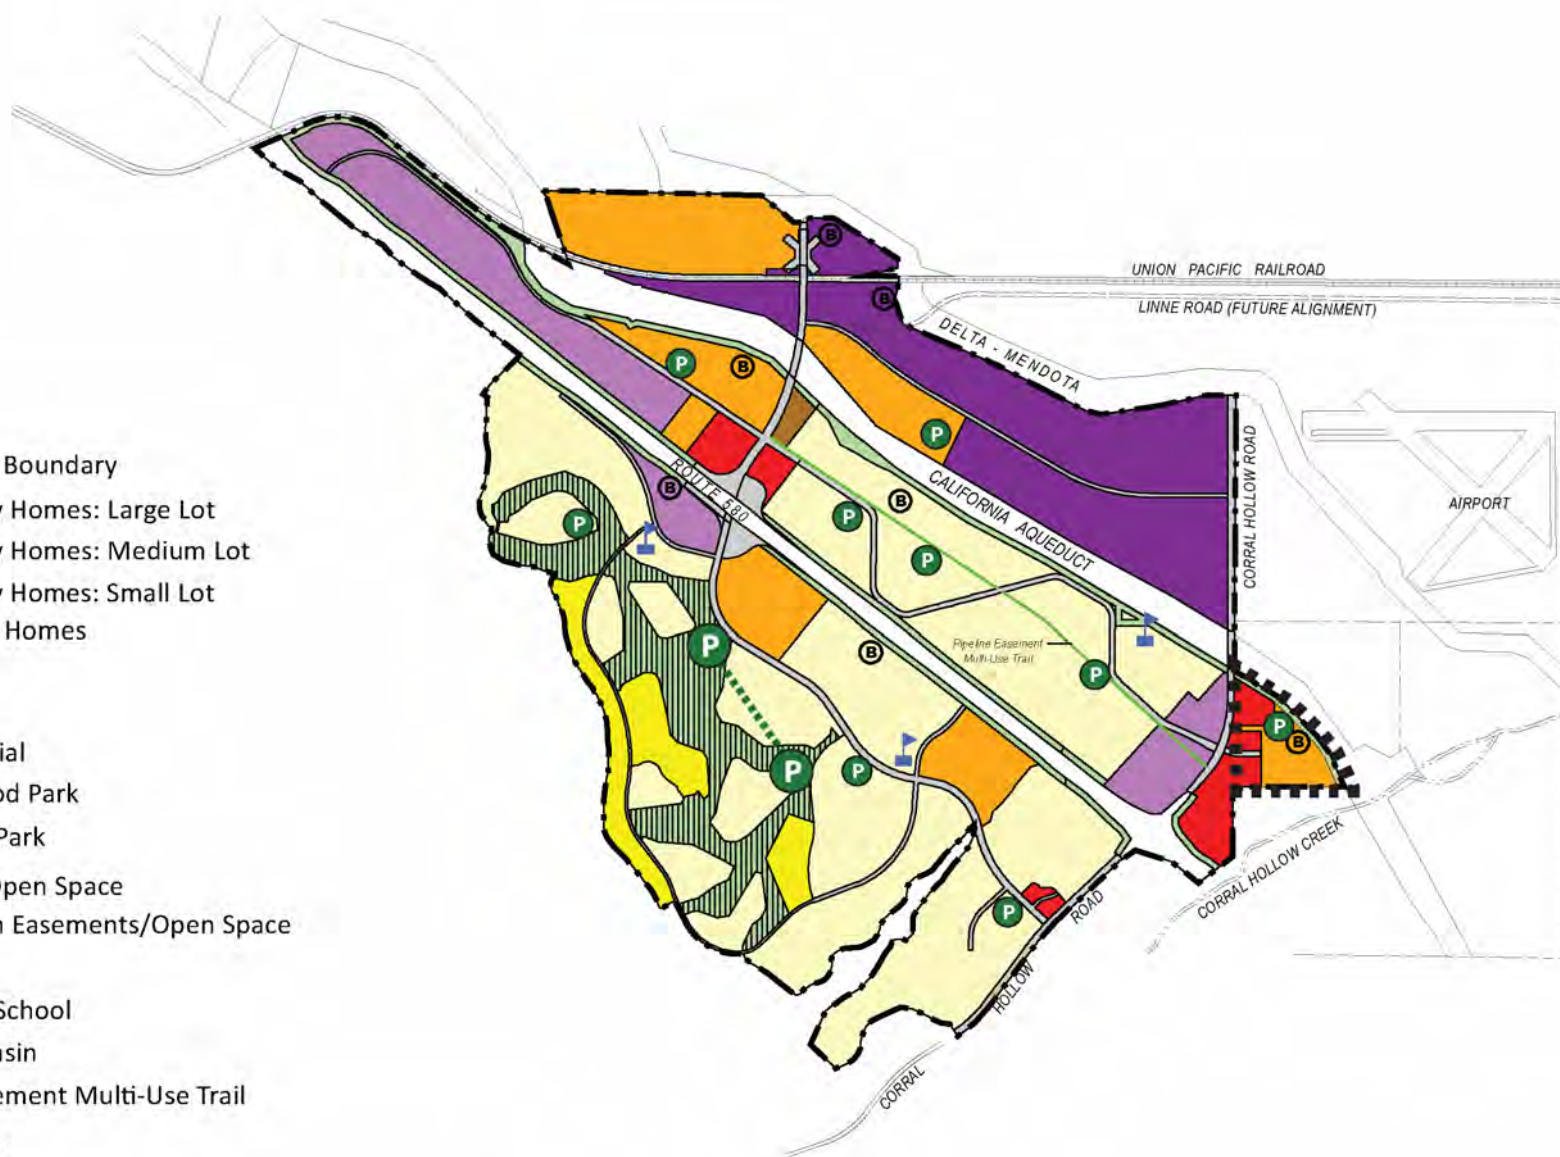 Boundary
y Homes: Large Lot
y Homes: Medium Lot
y Homes: Small Lot
Homes
ial
od Park
Park
Open Space
n Easements/Open Space
School
asin
ement Multi-Use Trail
UNION PACIFIC RAILROAD
LINNE ROAD (FUTURE ALIGNMENT)
DELTA - MENDOTA
CALIFORNIA AQUEDUCT
ROUTE 580
CORRAL HOLLOW ROAD
AIRPORT
Pipeline Easement
Multi-Use Trail
CORRAL HOLLOW CREEK
CORRAL HOLLOW ROAD
B
B
P
B
P
B
P
B
P
P
P
B
P
P
P
B
P
P
P